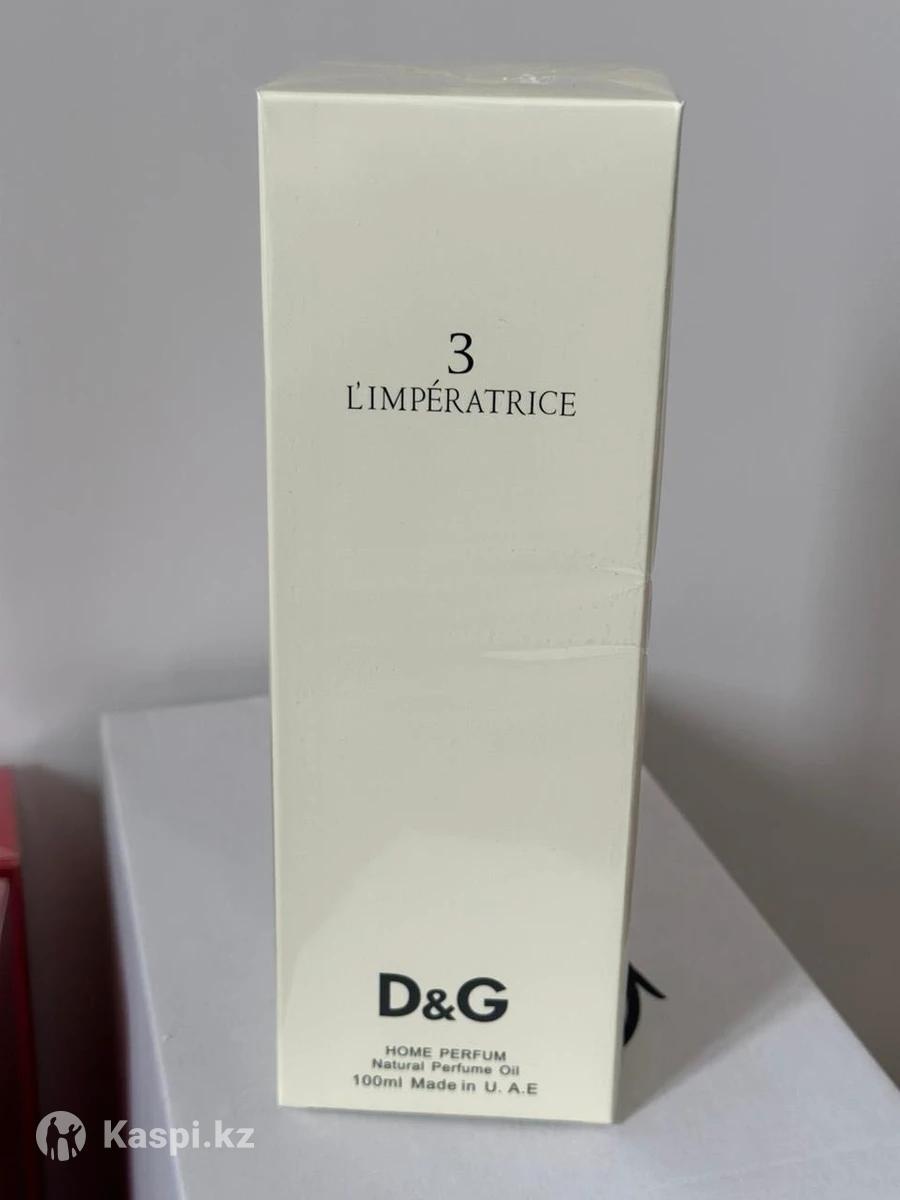 3
L'IMPÉRATRICE
D&G
HOME PERFUM
Natural Perfume Oil
100ml Made in U. A.E
Kaspi.kz